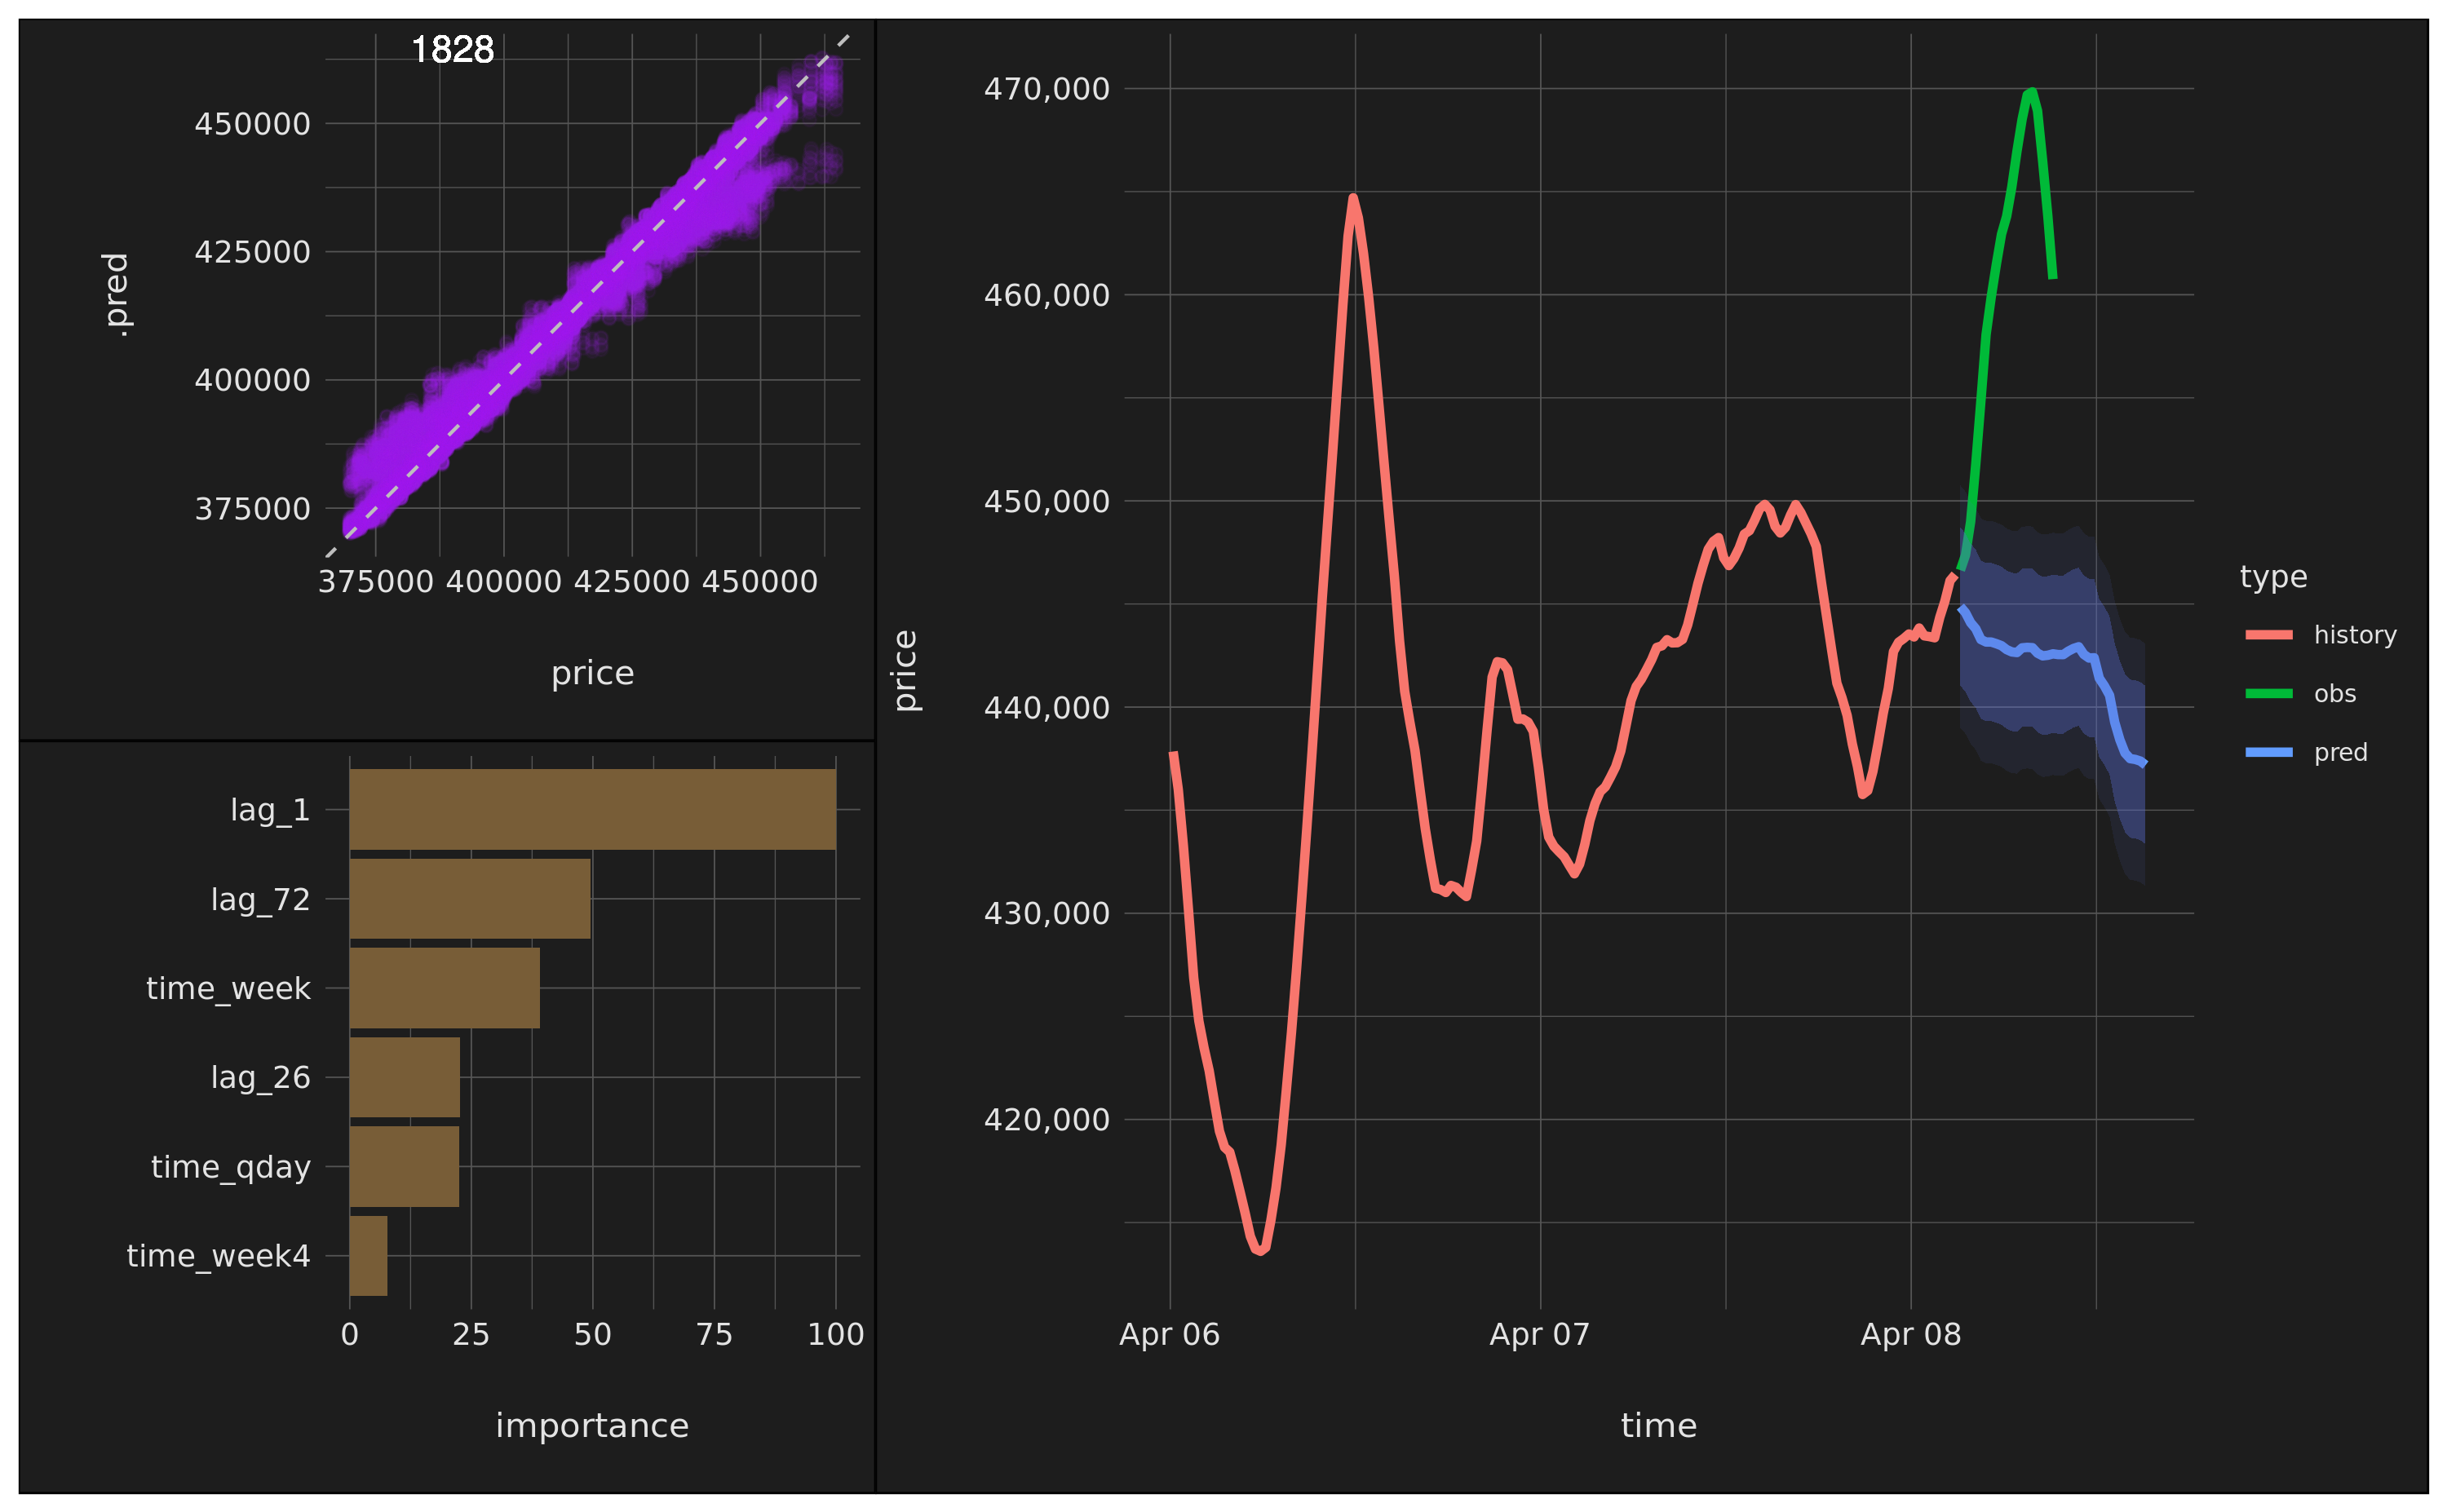 1828
450000
425000
400000
375000
.pred
375000 400000 425000 450000
price
lag_1
lag_72
time_week
lag_26
time_qday
time_week4
0 25 50 75 100
importance
470,000
460,000
450,000
440,000
430,000
420,000
price
Apr 06 Apr 07 Apr 08
time
type
history
obs
pred